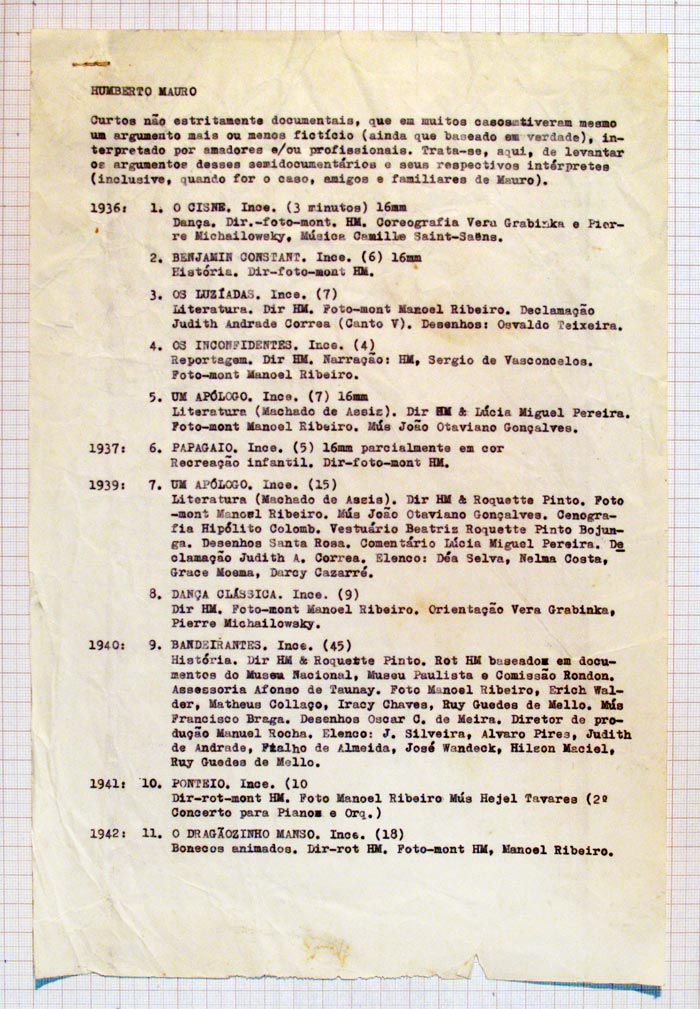 HUMBERTO MAURO
Curtos não estritamente documentais, que em muitos casosmtiveram mesmo
um argumento mais ou menos fictício (ainda que baseado em verdade), in-
terpretado por amadores e/ou profissionais. Trata-se, aqui, de levantar
os argumentos desses semidocumentários e seus respectivos intérpretes
(inclusive, quando for o caso, amigos e familiares de Mauro).
1936: 1. O CISNE. Ince. (3 minutos) 16mm
Dança. Dir.-foto-mont. HM. Coreografia Vera Grabinka e Pier-
re Michailowsky, Música Camille Saint-Saëns.
2. BENJAMIN CONSTANT. Ince. (6) 16mm
História. Dir-foto-mont HM.
3. OS LUZÍADAS. Ince. (7)
Literatura. Dir HM. Foto-mont Manoel Ribeiro. Declamação
Judith Andrade Correa (Canto V). Desenhos: Osvaldo Teixeira.
4. OS INCONFIDENTES. Ince. (4)
Reportagem. Dir HM. Narração: HM, Sergio de Vasconcelos.
Foto-mont Manoel Ribeiro.
5. UM APÓLOGO. Ince. (7) 16mm
Literatura (Machado de Assis). Dir HM & Lúcia Miguel Pereira.
Foto-mont Manoel Ribeiro. Mús João Otaviano Gonçalves.
1937: 6. PAPAGAIO. Ince. (5) 16mm parcialmente em cor
Recreação infantil. Dir-foto-mont HM.
1939: 7. UM APÓLOGO. Ince. (15)
Literatura (Machado de Assis). Dir HM & Roquette Pinto. Foto
-mont Manoel Ribeiro. Mús João Otaviano Gonçalves. Cenogra-
fia Hipólito Colomb. Vestuário Beatriz Roquette Pinto Bojun-
ga. Desenhos Santa Rosa. Comentário Lúcia Miguel Pereira. De
clamação Judith A. Correa. Elenco: Déa Selva, Nelma Costa,
Grace Moema, Darcy Cazarré.
8. DANÇA CLÁSSICA. Ince. (9)
Dir HM. Foto-mont Manoel Ribeiro. Orientação Vera Grabinka,
Pierre Michailowsky.
1940: 9. BANDEIRANTES. Ince. (45)
História. Dir HM & Roquette Pinto. Rot HM baseadom em docu-
mentos do Museu Nacional, Museu Paulista e Comissão Rondon.
Assessoria Afonso de Taunay. Foto Manoel Ribeiro, Erich Wal-
der, Matheus Collaço, Iracy Chaves, Ruy Guedes de Mello. Mús
Francisco Braga. Desenhos Oscar C. de Meira. Diretor de pro-
dução Manuel Rocha. Elenco: J. Silveira, Alvaro Pires, Judith
de Andrade, Fialho de Almeida, José Wandeck, Hilson Maciel,
Ruy Guedes de Mello.
1941: 10. PONTEIO. Ince. (10
Dir-rot-mont HM. Foto Manoel Ribeiro Mús Hejel Tavares (2º
Concerto para Pianom e Orq.)
1942: 11. O DRAGÃOZINHO MANSO. Ince. (18)
Bonecos animados. Dir-rot HM. Foto-mont HM, Manoel Ribeiro.